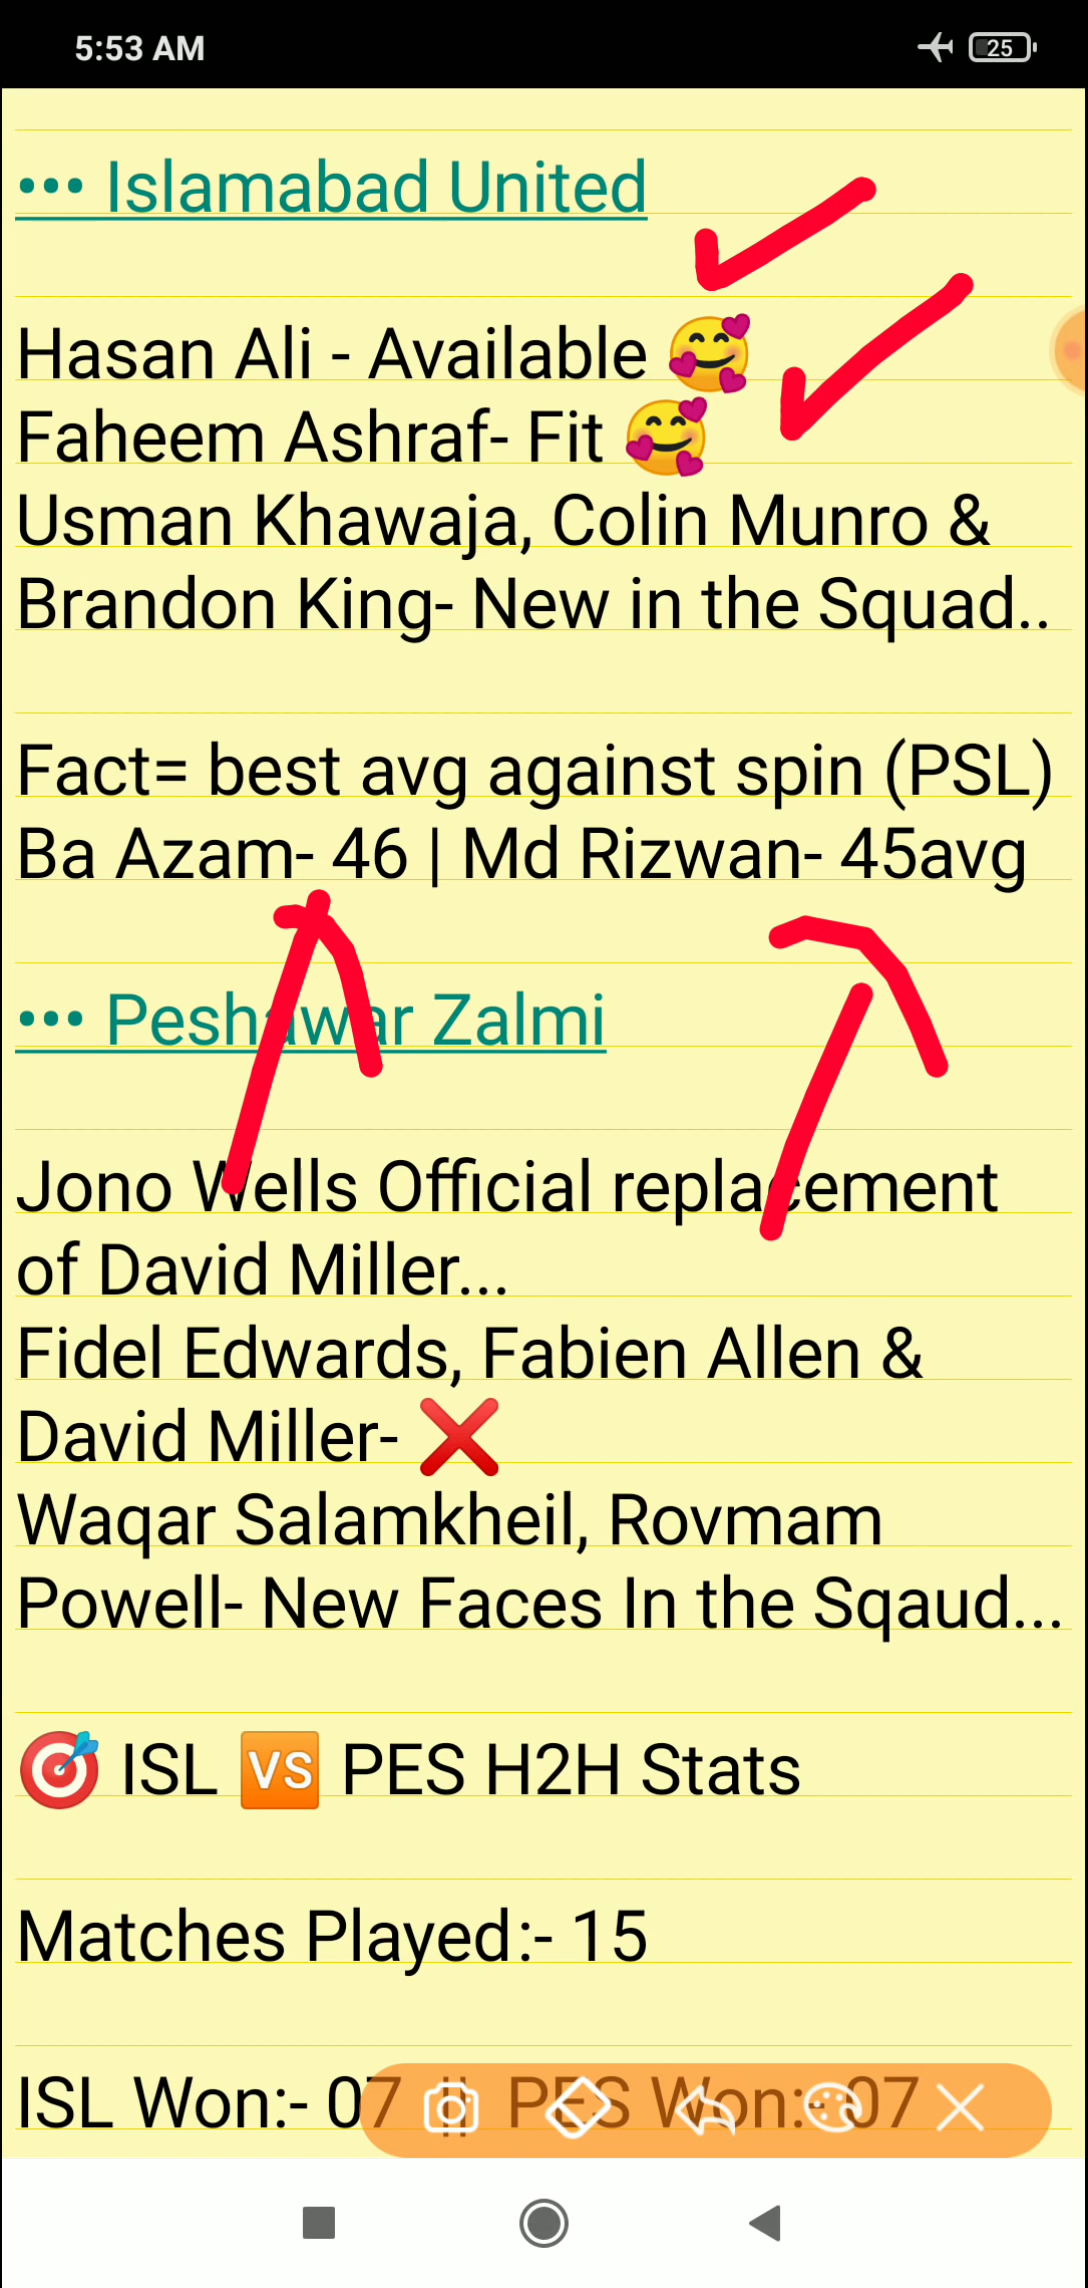 5:53 AM
25
••• Islamabad United
Hasan Ali - Available 🥰
Faheem Ashraf- Fit 🥰
Usman Khawaja, Colin Munro &
Brandon King- New in the Squad..
Fact= best avg against spin (PSL)
Ba Azam- 46 | Md Rizwan- 45avg
••• Peshawar Zalmi
Jono Wells Official replacement
of David Miller...
Fidel Edwards, Fabien Allen &
David Miller- ❌
Waqar Salamkheil, Rovmam
Powell- New Faces In the Sqaud...
🎯 ISL 🆚 PES H2H Stats
Matches Played:- 15
ISL Won:- 07 || PES Won:- 07